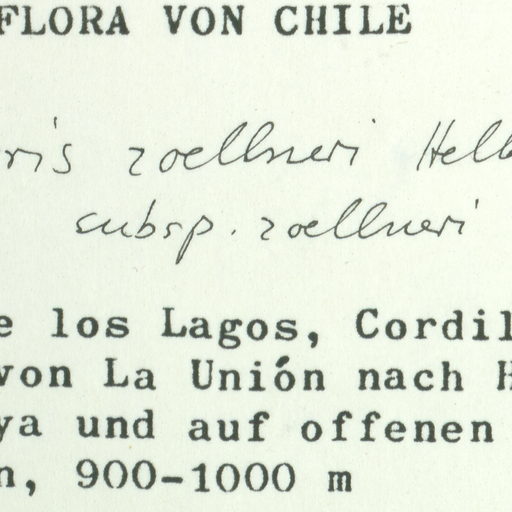 FLORA VON CHILE
ris zoellneri Hellb
subsp. zoellneri
e los Lagos, Cordil
von La Unión nach H
ya und auf offenen
n, 900-1000 m